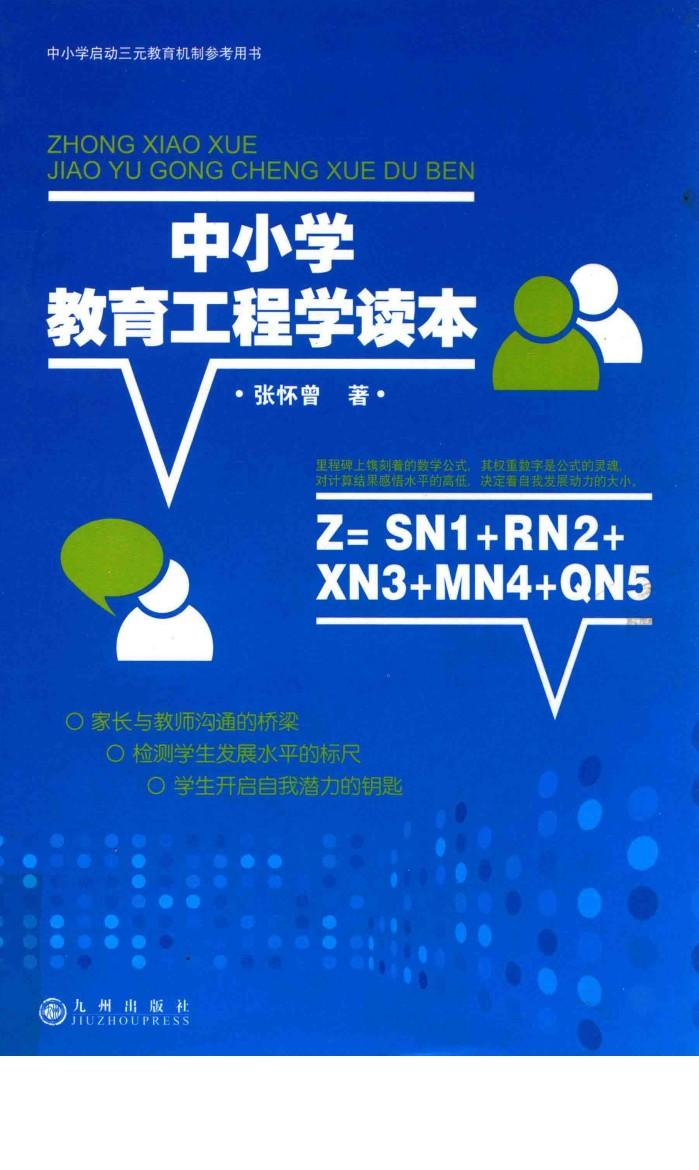 中小学启动三元教育机制参考用书
ZHONG XIAO XUE
JIAO YU GONG CHENG XUE DU BEN
中小学
教育工程学读本
•张怀曾 著•
里程碑上镌刻着的数学公式，其权重数字是公式的灵魂，
对计算结果感悟水平的高低，决定着自我发展动力的大小。
Z= SN1+RN2+
XN3+MN4+QN5
○ 家长与教师沟通的桥梁
○ 检测学生发展水平的标尺
○ 学生开启自我潜力的钥匙
九州出版社
JIUZHOUPRESS